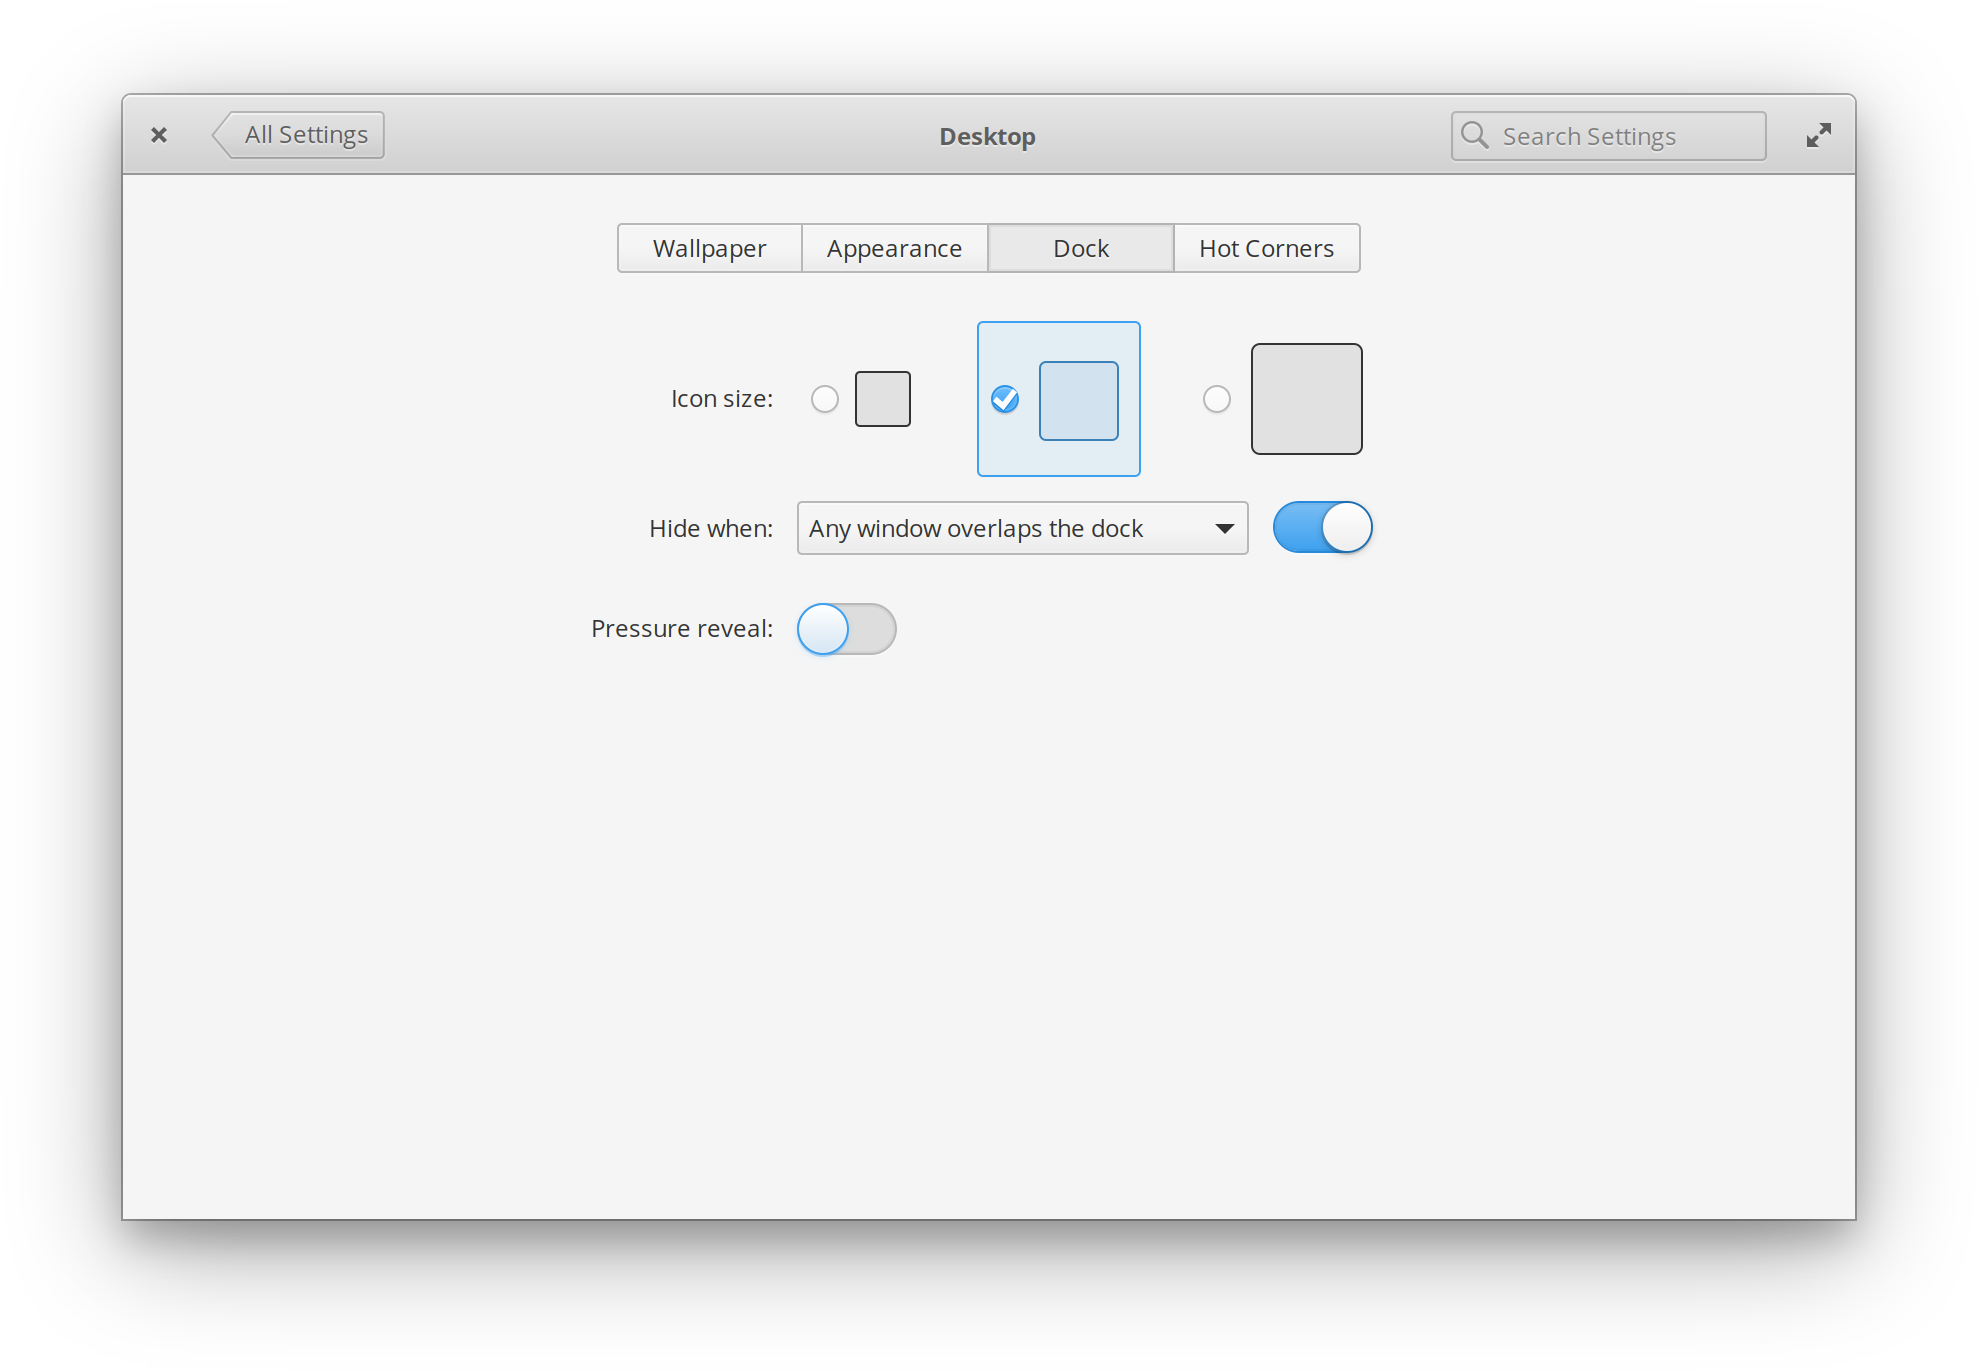 All Settings
Desktop
Search Settings
Wallpaper
Appearance
Dock
Hot Corners
Icon size:
Hide when:
Any window overlaps the dock
Pressure reveal: